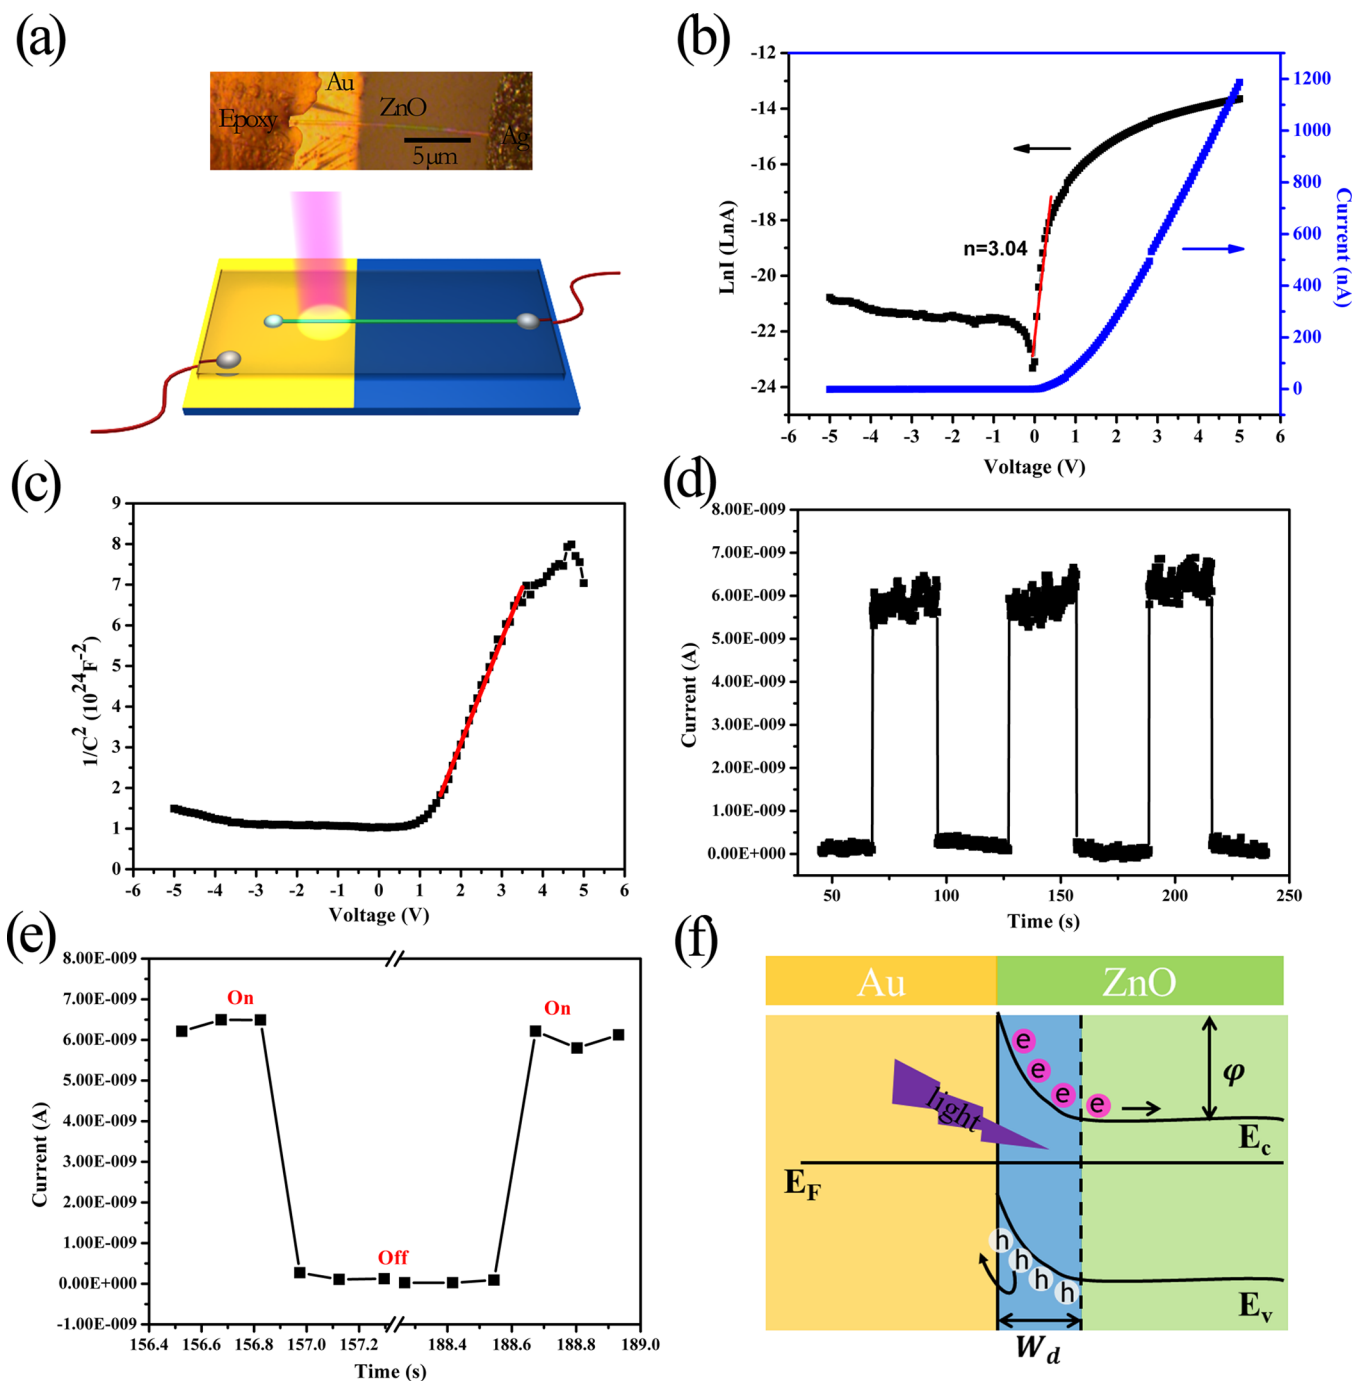 (a)
Au
ZnO
Epoxy
Ag
5μm
(b)
-12
-14
-16
-18
-20
-22
-24
LnI (LnA)
n=3.04
1200
1000
800
600
400
200
0
Current (nA)
-6 -5 -4 -3 -2 -1 0 1 2 3 4 5 6
Voltage (V)
(c)
9
8
7
6
5
4
3
2
1
0
1/C² (10²⁴F⁻²)
-6 -5 -4 -3 -2 -1 0 1 2 3 4 5 6
Voltage (V)
(d)
8.00E-009
7.00E-009
6.00E-009
5.00E-009
4.00E-009
3.00E-009
2.00E-009
1.00E-009
0.00E+000
Current (A)
50 100 150 200 250
Time (s)
(e)
8.00E-009
7.00E-009
6.00E-009
5.00E-009
4.00E-009
3.00E-009
2.00E-009
1.00E-009
0.00E+000
-1.00E-009
Current (A)
On
Off
On
156.4 156.6 156.8 157.0 157.2 188.4 188.6 188.8 189.0
Time (s)
(f)
Au
ZnO
e
e
e
e
φ
light
E_c
E_F
h
h
h
h
E_v
W_d